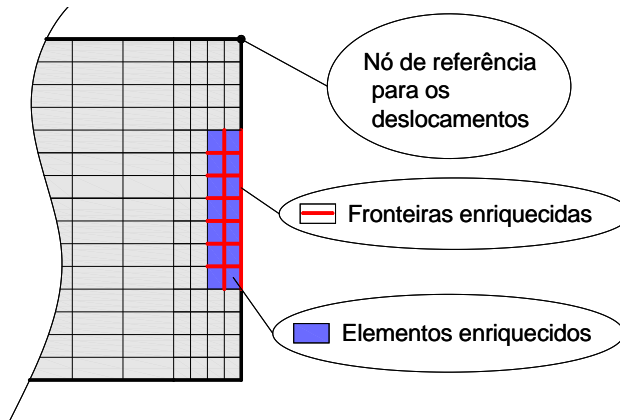 Nó de referência
para os
deslocamentos
Fronteiras enriquecidas
Elementos enriquecidos